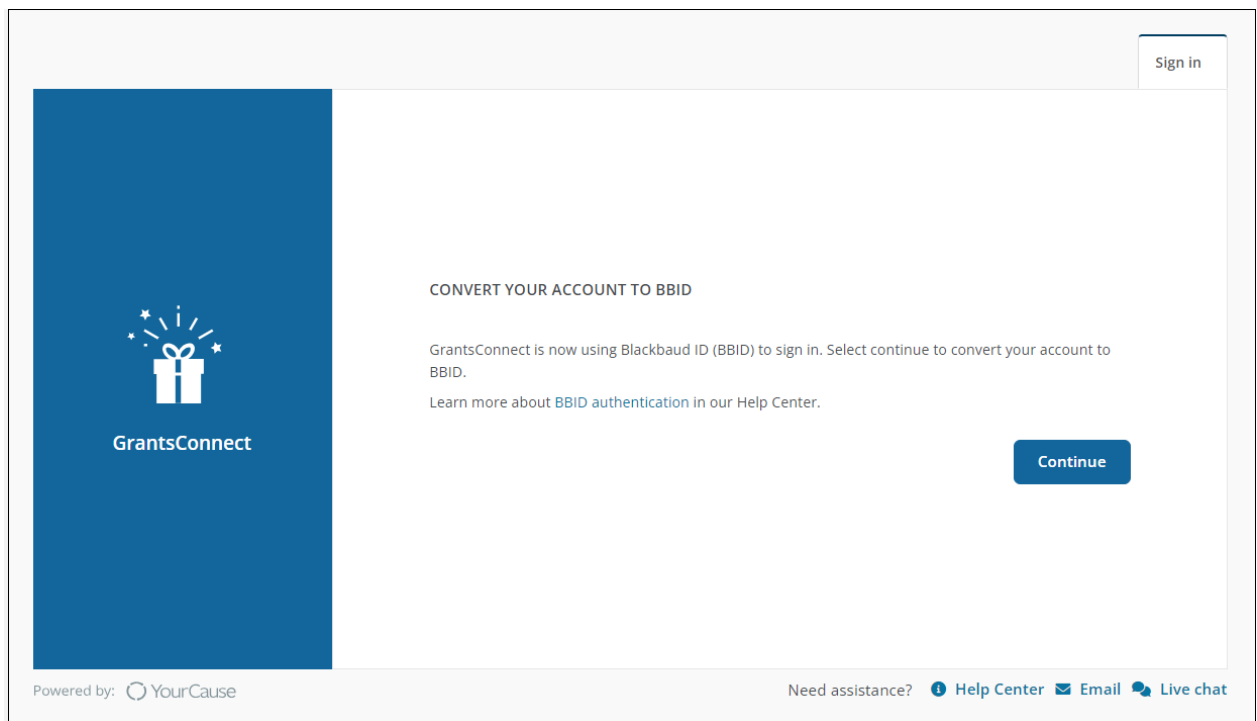 Sign in
CONVERT YOUR ACCOUNT TO BBID
GrantsConnect is now using Blackbaud ID (BBID) to sign in. Select continue to convert your account to
BBID.
Learn more about BBID authentication in our Help Center.
GrantsConnect
Continue
Powered by: YourCause
Need assistance? Help Center Email Live chat